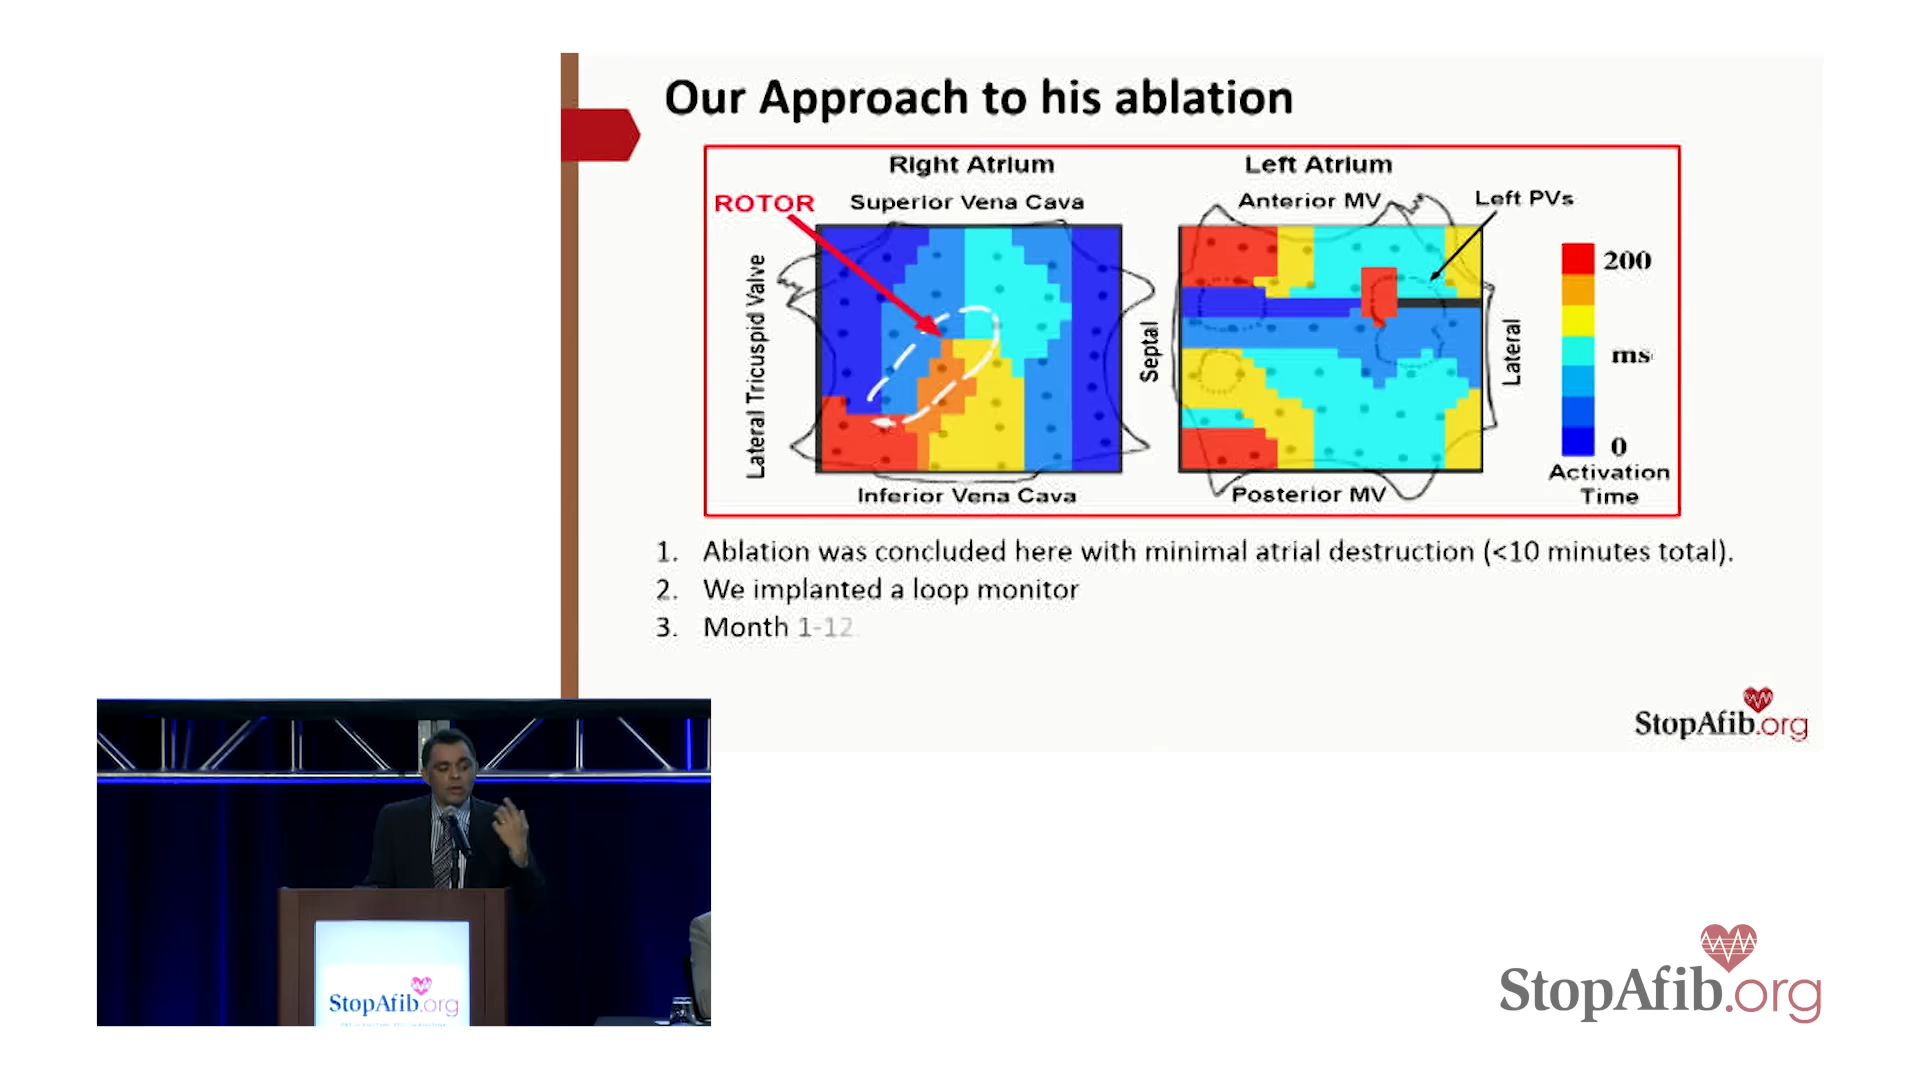 Our Approach to his ablation
Right Atrium
Left Atrium
ROTOR
Superior Vena Cava
Anterior MV
Left PVs
Lateral Tricuspid Valve
Septal
Lateral
200
ms
0
Activation
Time
Inferior Vena Cava
Posterior MV
1. Ablation was concluded here with minimal atrial destruction (<10 minutes total).
2. We implanted a loop monitor
3. Month 1-12
StopAfib.org
StopAfib.org
StopAfib.org